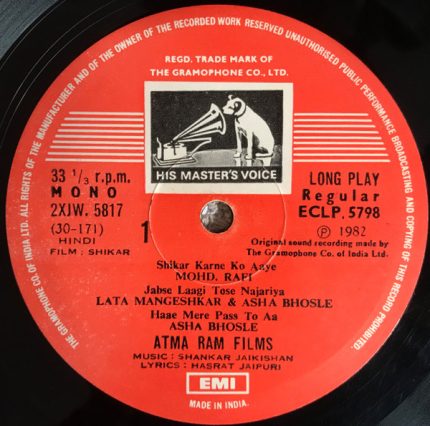 ALL RIGHTS OF THE MANUFACTURER AND OF THE OWNER OF THE RECORDED WORK RESERVED UNAUTHORISED PUBLIC PERFORMANCE BROADCASTING AND COPYING OF THIS RECORD PROHIBITED.
THE GRAMOPHONE CO. OF INDIA LTD.
REGD. TRADE MARK OF
THE GRAMOPHONE CO., LTD.
HIS MASTER'S VOICE
33 1/3 r.p.m.
MONO
2XJW. 5817
(30-171)
HINDI
FILM : SHIKAR
1
LONG PLAY
Regular
ECLP. 5798
℗ 1982
Original sound recording made by
The Gramophone Co. of India Ltd.
Shikar Karne Ko Aaye
MOHD. RAFI
Jabse Laagi Tose Najariya
LATA MANGESHKAR & ASHA BHOSLE
Haae Mere Pass To Aa
ASHA BHOSLE
ATMA RAM FILMS
MUSIC : SHANKAR JAIKISHAN
LYRICS : HASRAT JAIPURI
EMI
MADE IN INDIA.